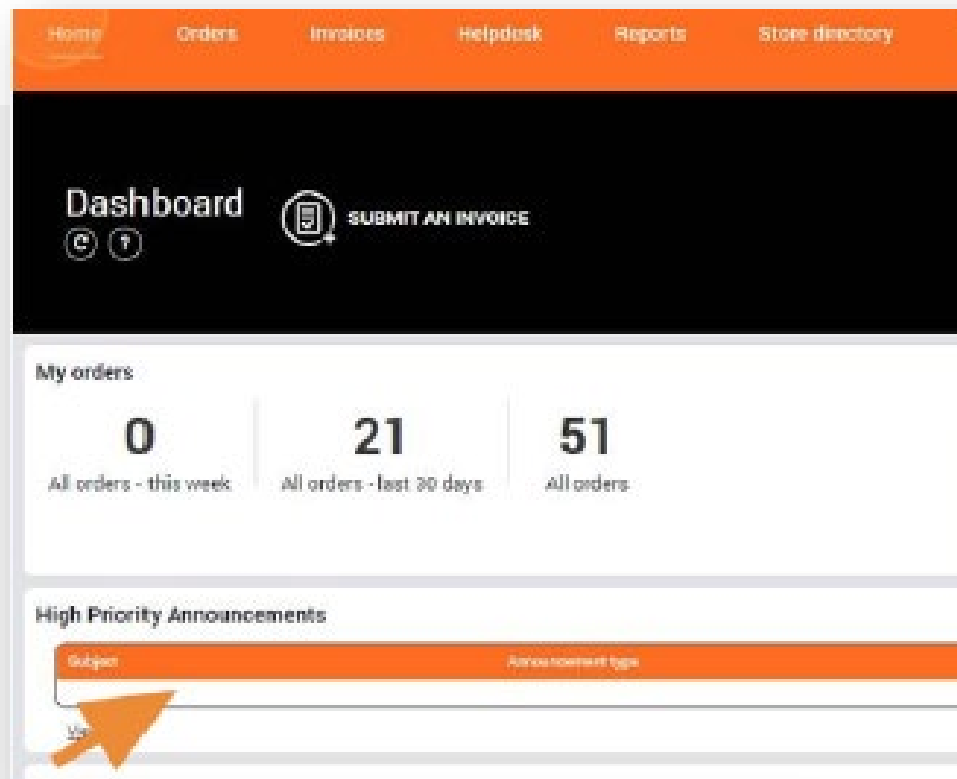 Home Orders Invoices Helpdesk Reports Store directory
Dashboard
SUBMIT AN INVOICE
My orders
0 21 51
All orders - this week All orders - last 30 days All orders
High Priority Announcements
Subject Announcement type